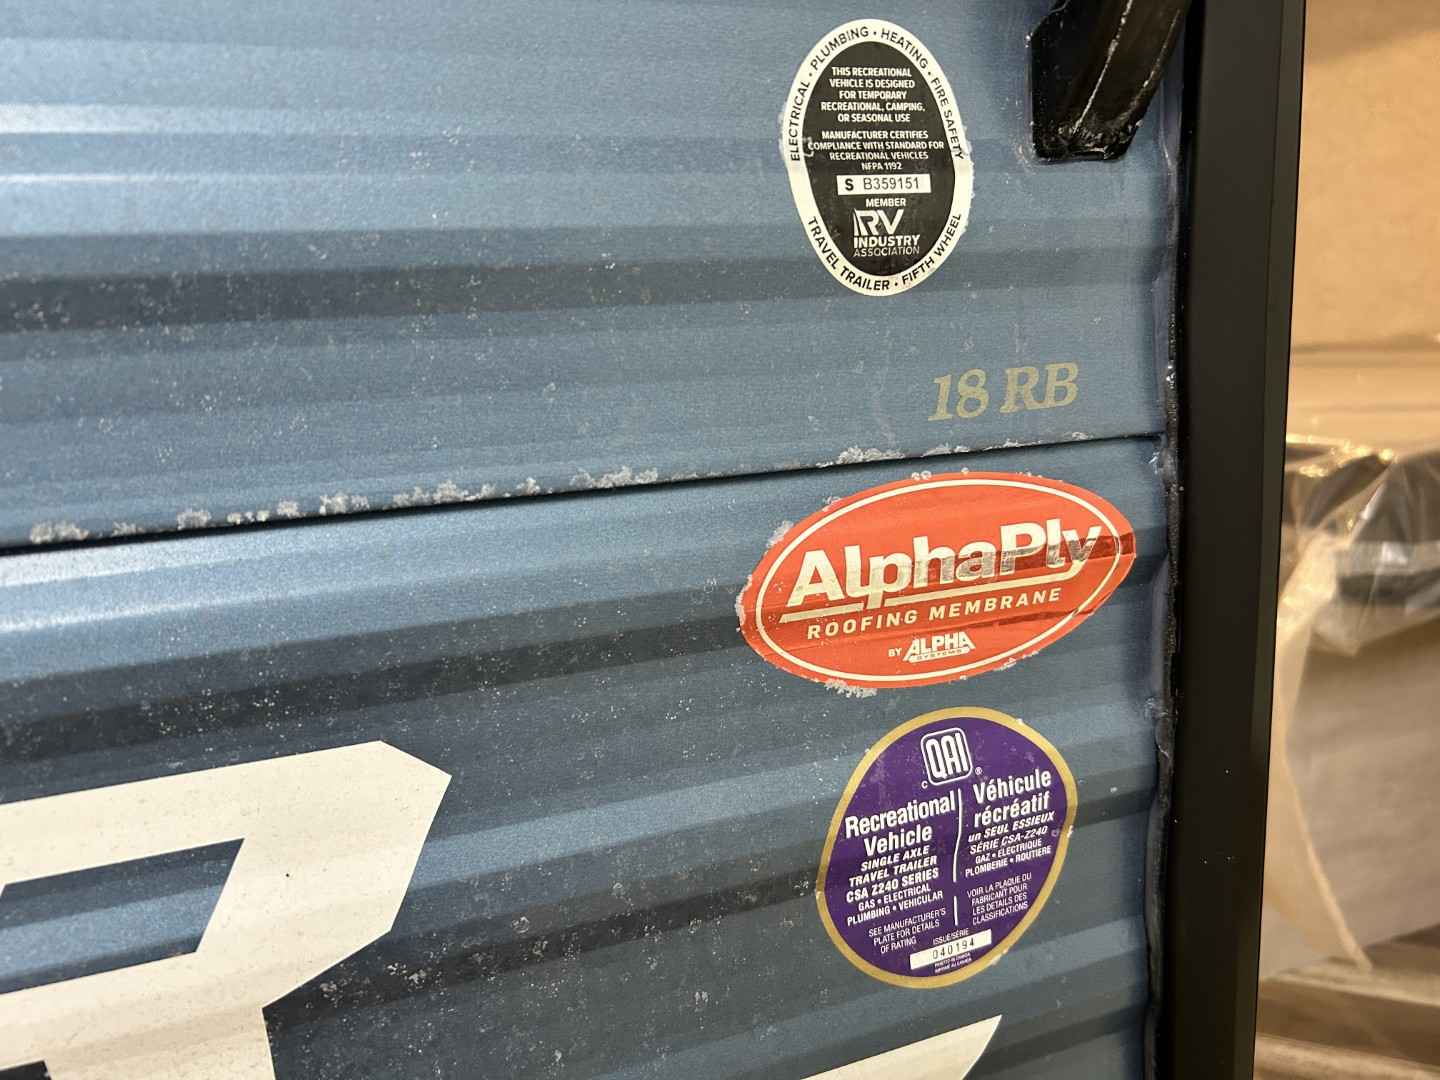 ELECTRICAL • PLUMBING • HEATING • FIRE SAFETY
THIS RECREATIONAL
VEHICLE IS DESIGNED
FOR TEMPORARY
RECREATIONAL, CAMPING,
OR SEASONAL USE
MANUFACTURER CERTIFIES
COMPLIANCE WITH STANDARD FOR
RECREATIONAL VEHICLES
NFPA 1192
S B359151
MEMBER
RV
INDUSTRY
ASSOCIATION
TRAVEL TRAILER • FIFTH WHEEL
18 RB
AlphaPly
ROOFING MEMBRANE
BY ALPHA
SYSTEMS
QAI
C ®
Recreational
Vehicle
SINGLE AXLE
TRAVEL TRAILER
CSA Z240 SERIES
GAS • ELECTRICAL
PLUMBING • VEHICULAR
SEE MANUFACTURER'S
PLATE FOR DETAILS
OF RATING
Véhicule
récréatif
un SEUL ESSIEUX
SÉRIE CSA-Z240
GAZ • ELECTRIQUE
PLOMBERIE • ROUTIERE
VOIR LA PLAQUE DU
FABRICANT POUR
LES DETAILS DES
CLASSIFICATIONS
ISSUE/SÉRIE
040194